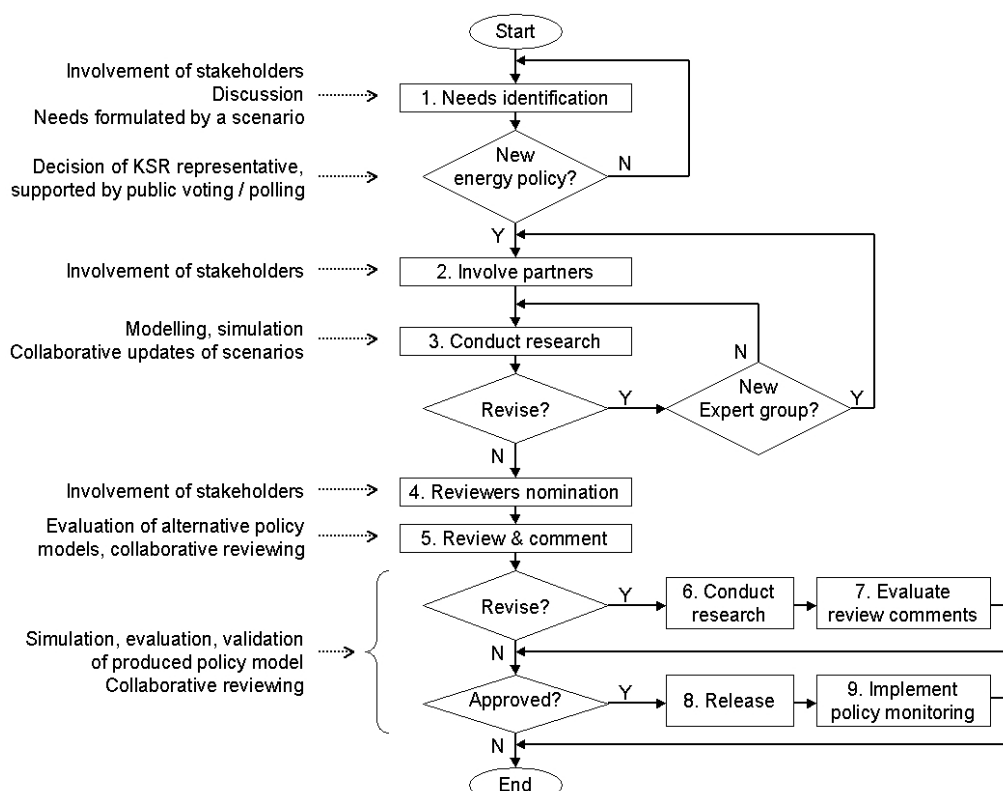 Start
Involvement of stakeholders
Discussion
Needs formulated by a scenario
1. Needs identification
Decision of KSR representative,
supported by public voting / polling
New
energy policy?
N
Y
Involvement of stakeholders
2. Involve partners
Modelling, simulation
Collaborative updates of scenarios
3. Conduct research
N
Revise?
Y
New
Expert group?
Y
N
Involvement of stakeholders
4. Reviewers nomination
Evaluation of alternative policy
models, collaborative reviewing
5. Review & comment
Revise?
Y
6. Conduct
research
7. Evaluate
review comments
Simulation, evaluation, validation
of produced policy model
Collaborative reviewing
N
Approved?
Y
8. Release
9. Implement
policy monitoring
N
End